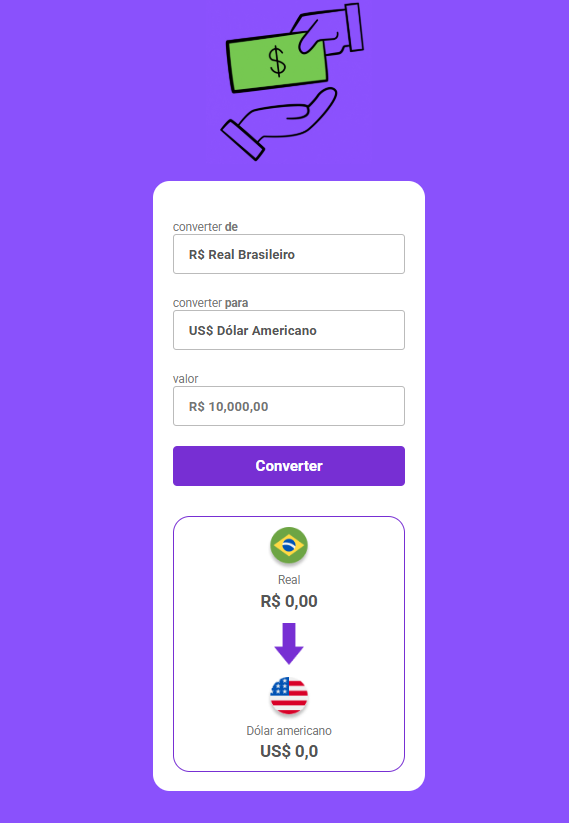 $
converter de
R$ Real Brasileiro
converter para
US$ Dólar Americano
valor
R$ 10,000,00
Converter
Real
R$ 0,00
Dólar americano
US$ 0,0